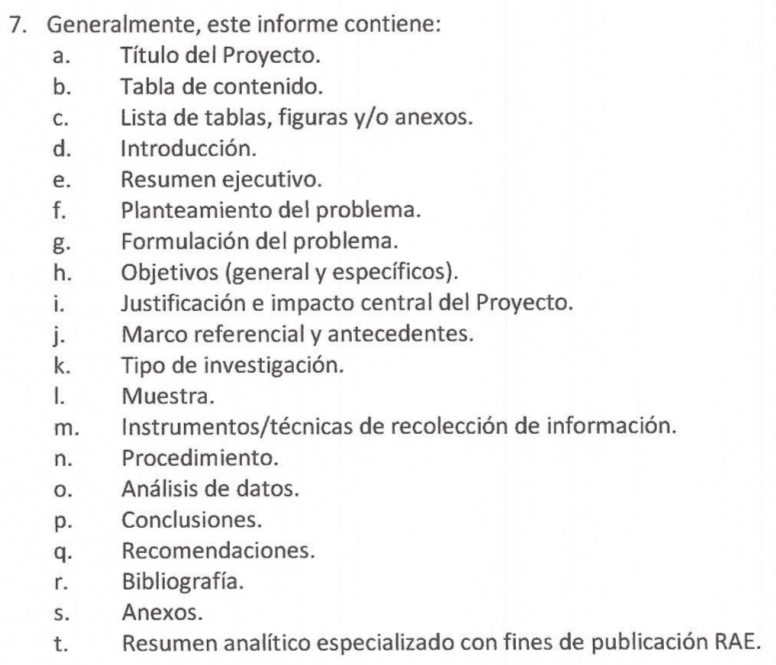 7. Generalmente, este informe contiene:
a. Título del Proyecto.
b. Tabla de contenido.
c. Lista de tablas, figuras y/o anexos.
d. Introducción.
e. Resumen ejecutivo.
f. Planteamiento del problema.
g. Formulación del problema.
h. Objetivos (general y específicos).
i. Justificación e impacto central del Proyecto.
j. Marco referencial y antecedentes.
k. Tipo de investigación.
l. Muestra.
m. Instrumentos/técnicas de recolección de información.
n. Procedimiento.
o. Análisis de datos.
p. Conclusiones.
q. Recomendaciones.
r. Bibliografía.
s. Anexos.
t. Resumen analítico especializado con fines de publicación RAE.